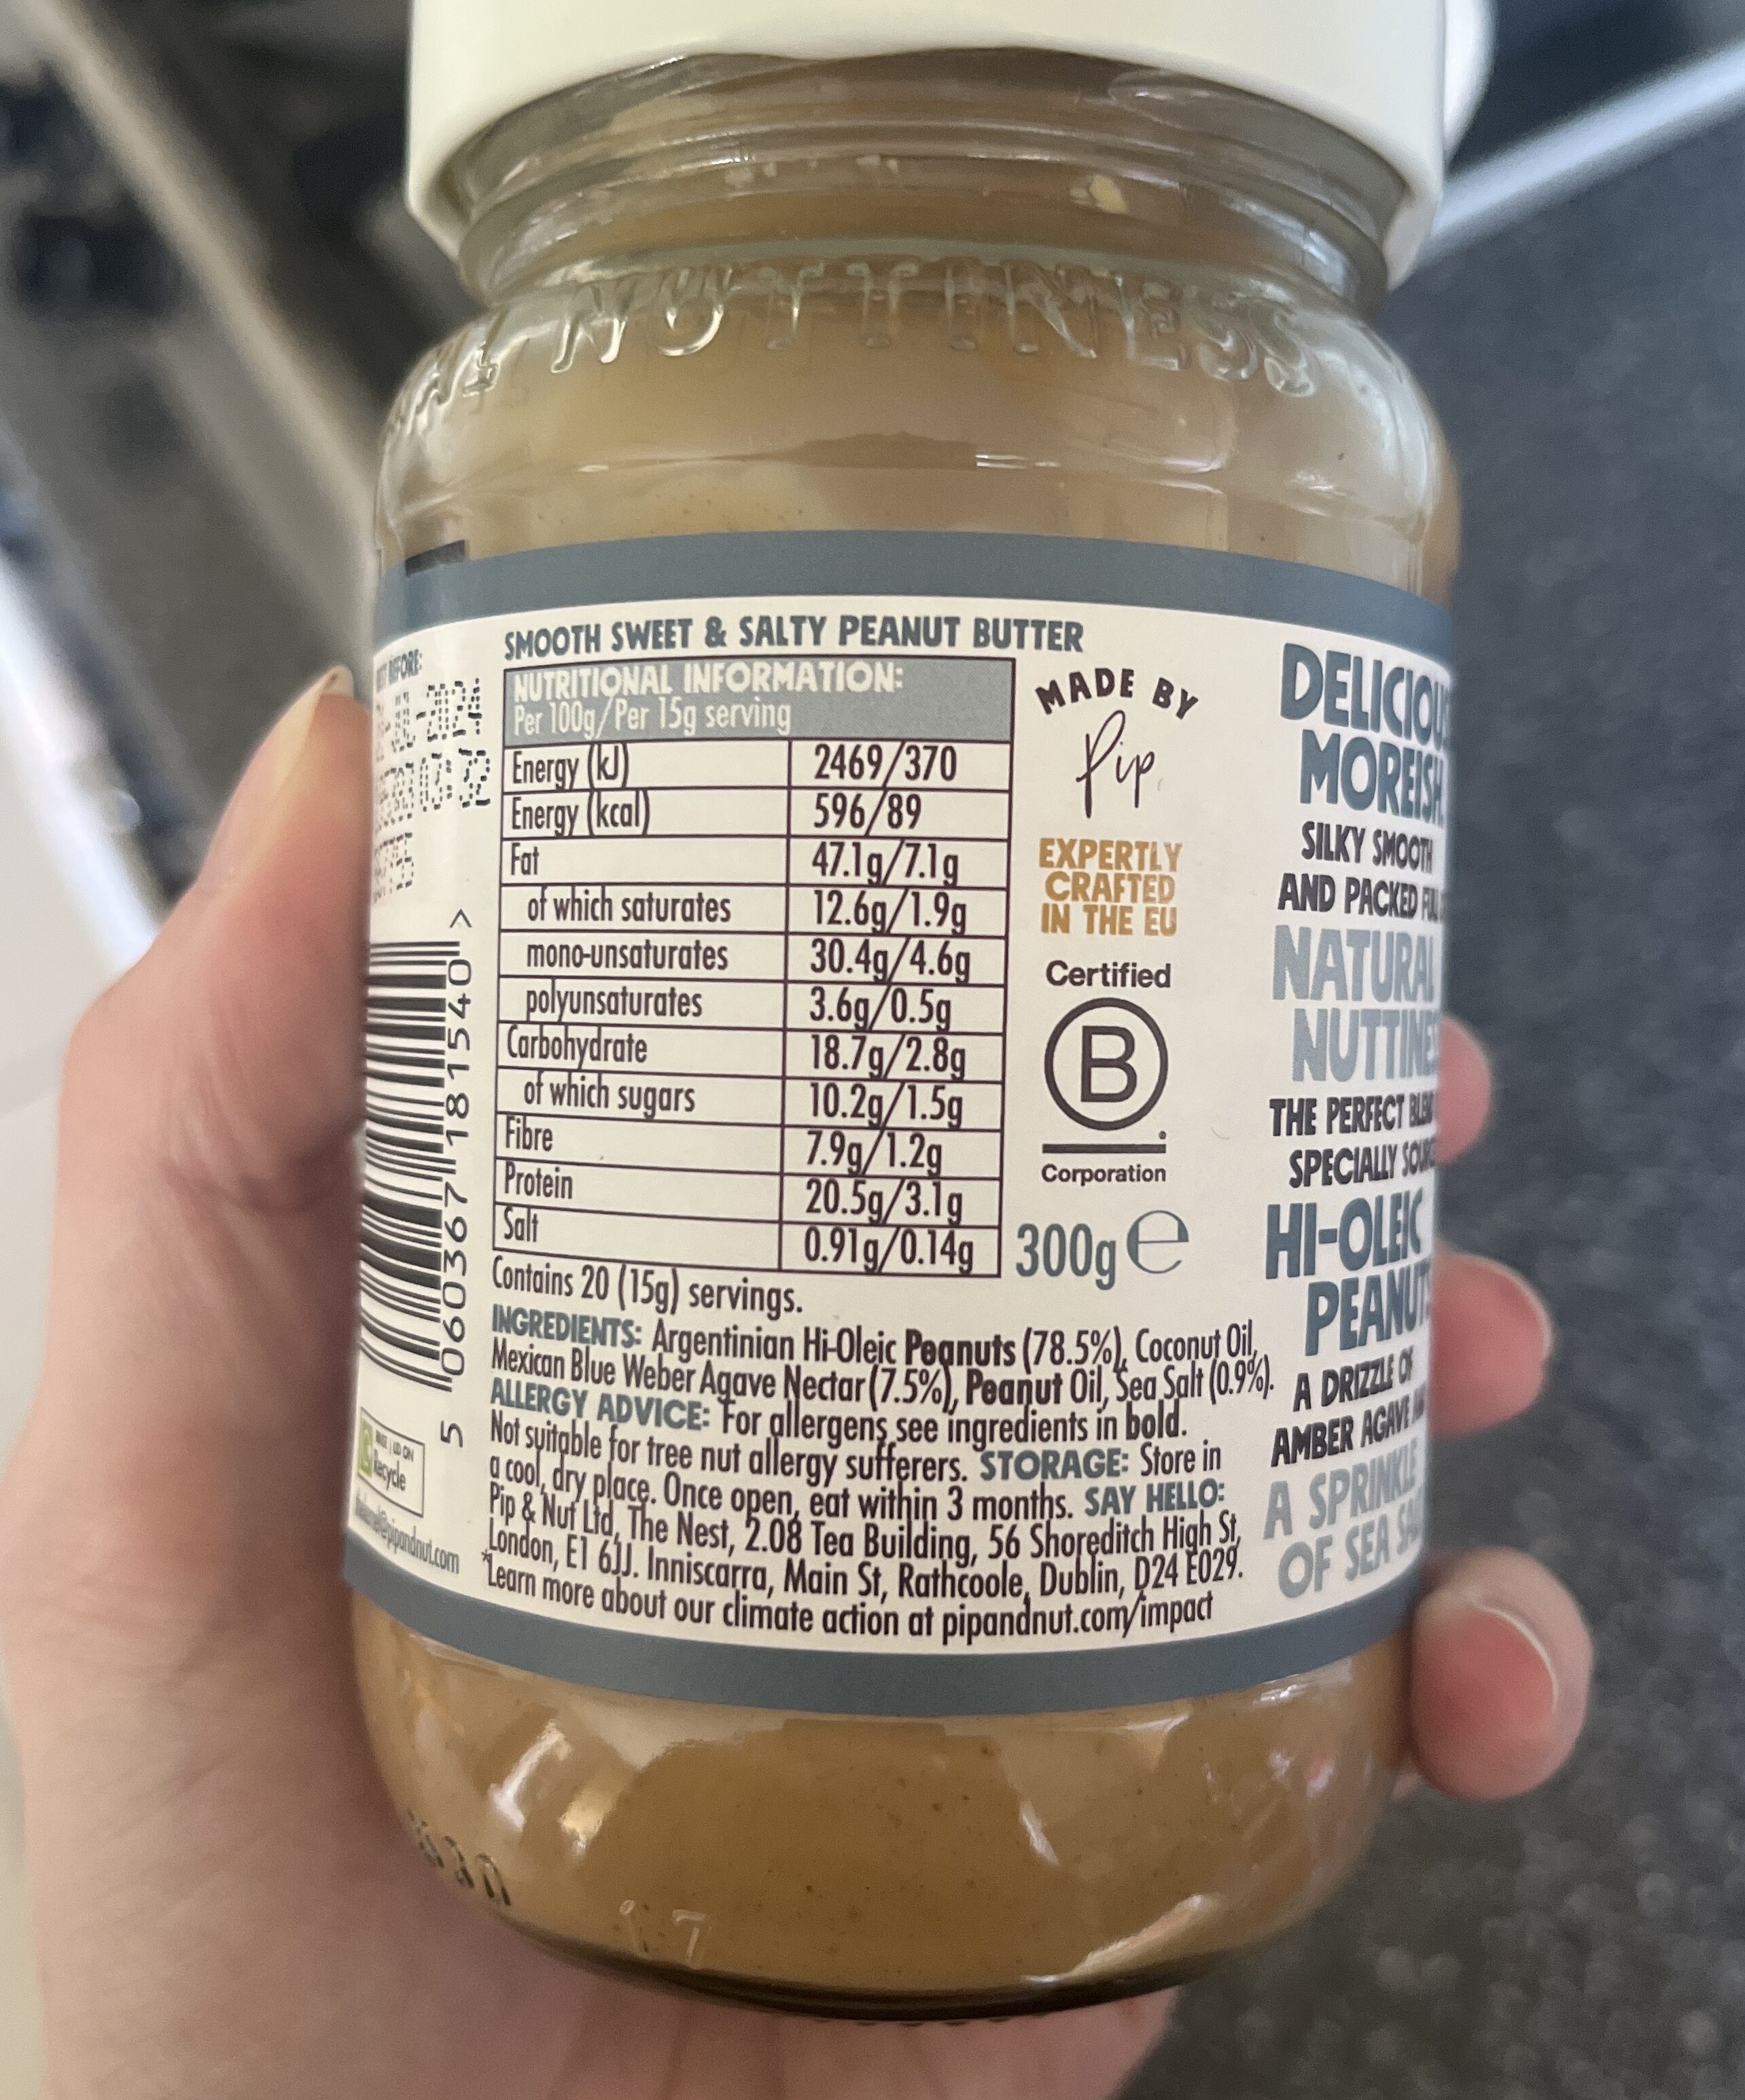 NUTTINESS
SMOOTH SWEET & SALTY PEANUT BUTTER
NUTRITIONAL INFORMATION:
Per 100g/Per 15g serving
Energy (kJ) 2469/370
Energy (kcal) 596/89
Fat 47.1g/7.1g
of which saturates 12.6g/1.9g
mono-unsaturates 30.4g/4.6g
polyunsaturates 3.6g/0.5g
Carbohydrate 18.7g/2.8g
of which sugars 10.2g/1.5g
Fibre 7.9g/1.2g
Protein 20.5g/3.1g
Salt 0.91g/0.14g
Contains 20 (15g) servings.
INGREDIENTS: Argentinian Hi-Oleic Peanuts (78.5%), Coconut Oil,
Mexican Blue Weber Agave Nectar (7.5%), Peanut Oil, Sea Salt (0.9%).
ALLERGY ADVICE: For allergens see ingredients in bold.
Not suitable for tree nut allergy sufferers. STORAGE: Store in
a cool, dry place. Once open, eat within 3 months. SAY HELLO:
Pip & Nut Ltd, The Nest, 2.08 Tea Building, 56 Shoreditch High St,
London, E1 6JJ. Inniscarra, Main St, Rathcoole, Dublin, D24 E029.
*Learn more about our climate action at pipandnut.com/impact
MADE BY
Pip
EXPERTLY
CRAFTED
IN THE EU
Certified
B
Corporation
300g e
BEFORE:
2024
5 060367 181540 >
Recycle
pipandnut.com
DELICIOUS
MOREISH
SILKY SMOOTH
AND PACKED
NATURAL
NUTTINESS
THE PERFECT
SPECIALLY
HI-OLEIC
PEANUTS
A DRIZZLE OF
AMBER AGAVE
A SPRINKLE
OF SEA
17